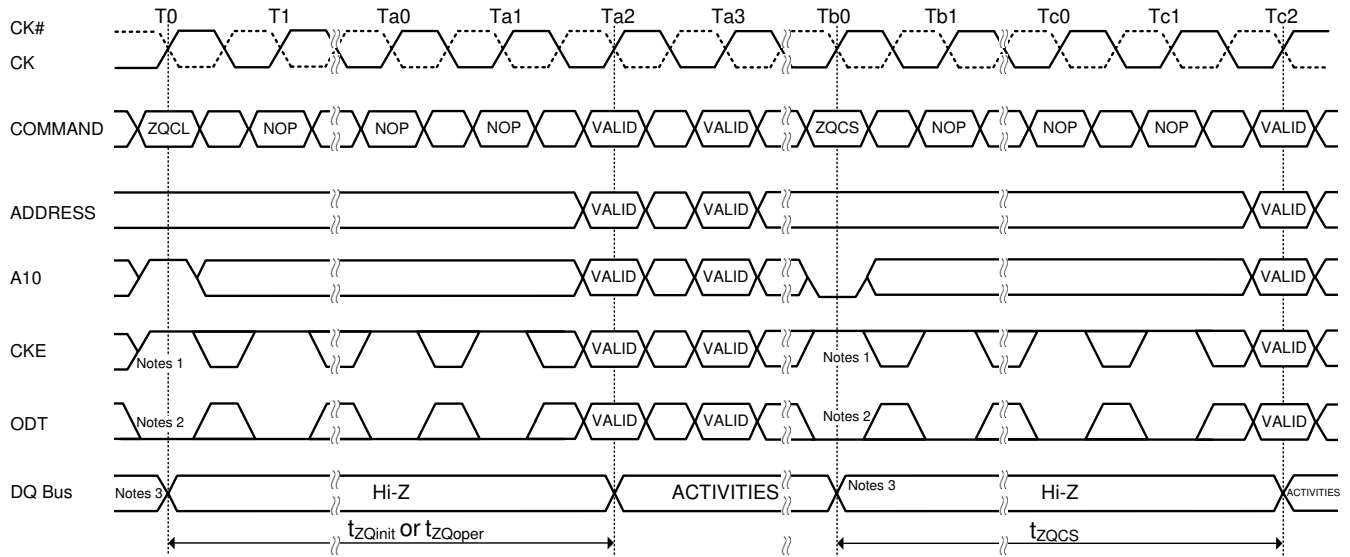 T0 T1 Ta0 Ta1 Ta2 Ta3 Tb0 Tb1 Tc0 Tc1 Tc2
CK#
CK
COMMAND ZQCL NOP NOP NOP VALID VALID ZQCS NOP NOP NOP VALID
ADDRESS VALID VALID VALID
A10 VALID VALID VALID
CKE Notes 1 VALID VALID Notes 1 VALID
ODT Notes 2 VALID VALID Notes 2 VALID
DQ Bus Notes 3 Hi-Z ACTIVITIES Notes 3 Hi-Z ACTIVITIES
tZQinit or tZQoper tZQCS